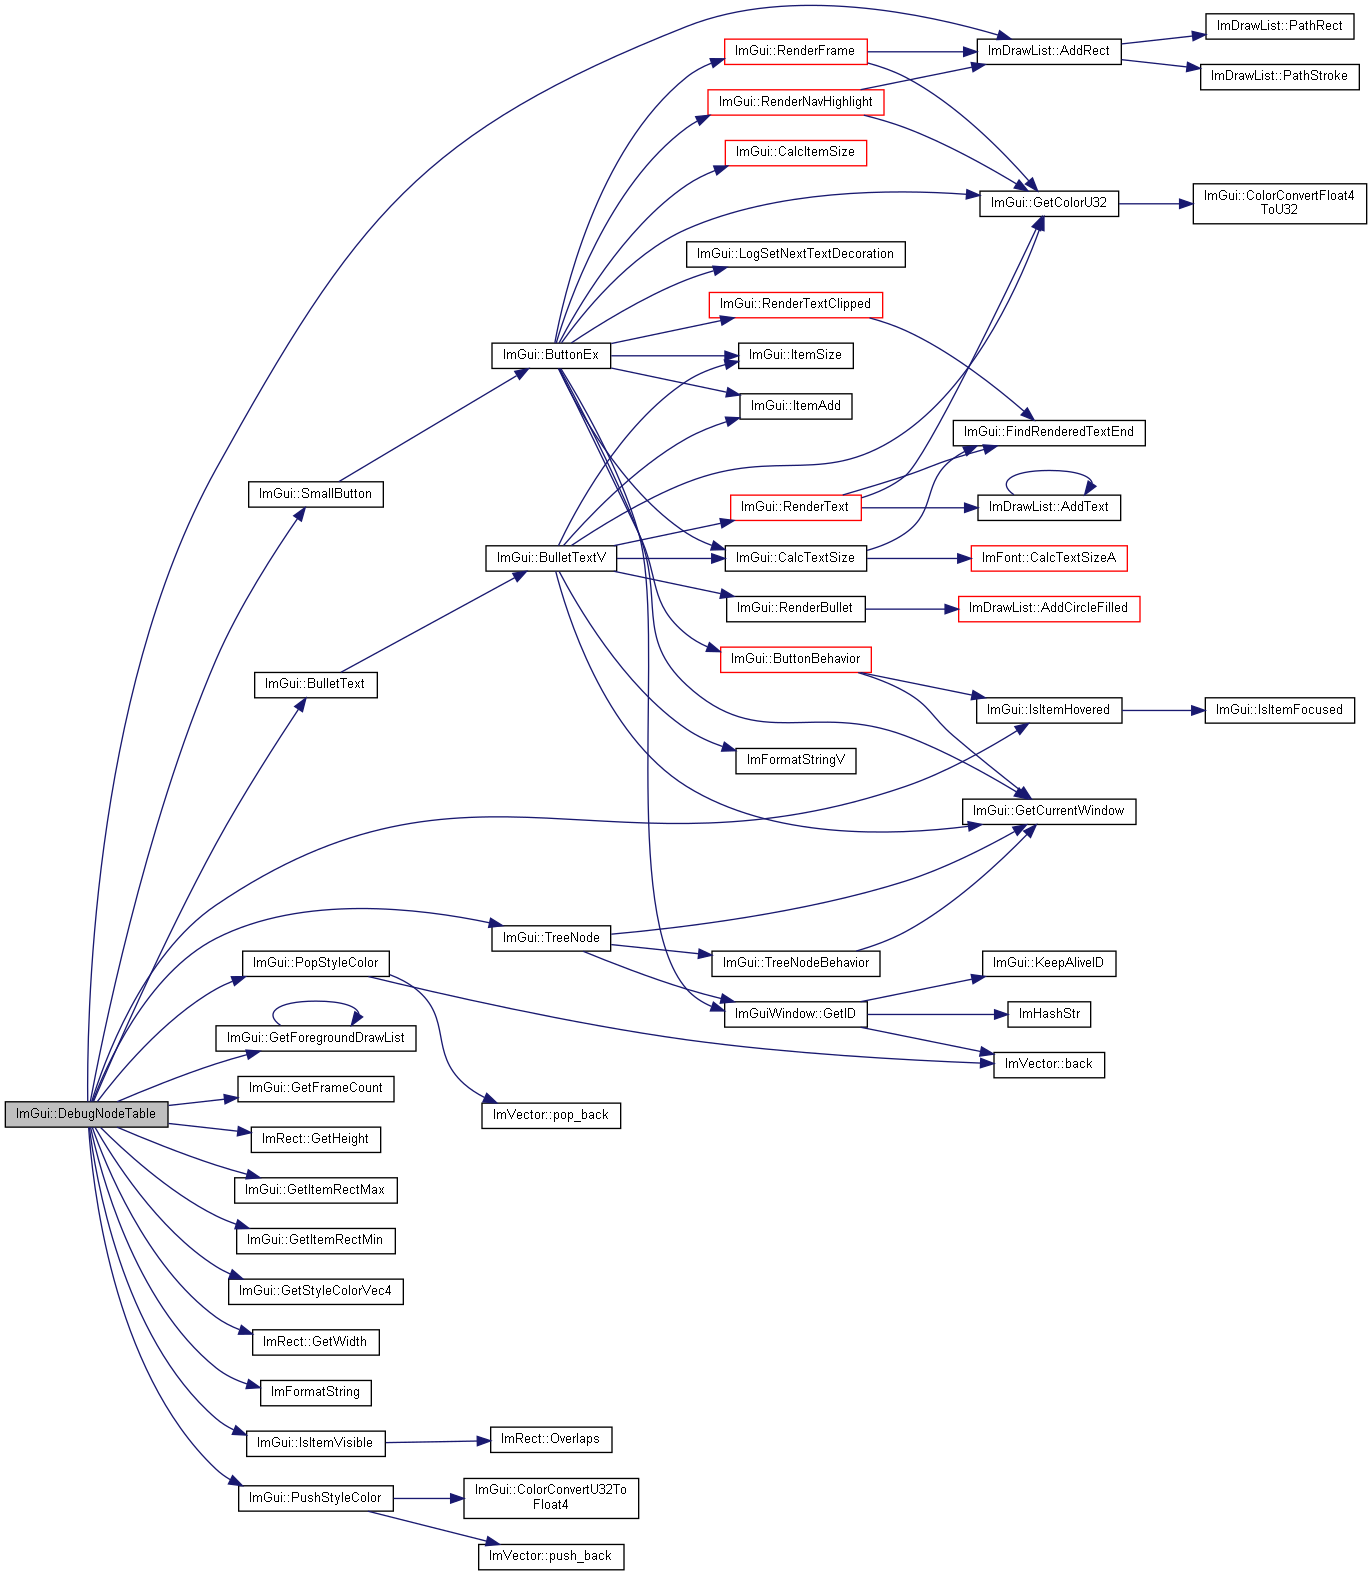 ImDrawList::PathRect
ImGui::RenderFrame
ImDrawList::AddRect
ImDrawList::PathStroke
ImGui::RenderNavHighlight
ImGui::CalcItemSize
ImGui::GetColorU32
ImGui::ColorConvertFloat4
ToU32
ImGui::LogSetNextTextDecoration
ImGui::RenderTextClipped
ImGui::ButtonEx
ImGui::ItemSize
ImGui::ItemAdd
ImGui::FindRenderedTextEnd
ImGui::SmallButton
ImGui::RenderText
ImDrawList::AddText
ImGui::BulletTextV
ImGui::CalcTextSize
ImFont::CalcTextSizeA
ImGui::RenderBullet
ImDrawList::AddCircleFilled
ImGui::ButtonBehavior
ImGui::BulletText
ImGui::IsItemHovered
ImGui::IsItemFocused
ImFormatStringV
ImGui::GetCurrentWindow
ImGui::TreeNode
ImGui::PopStyleColor
ImGui::TreeNodeBehavior
ImGui::KeepAliveID
ImGuiWindow::GetID
ImHashStr
ImGui::GetForegroundDrawList
ImVector::back
ImGui::GetFrameCount
ImGui::DebugNodeTable
ImVector::pop_back
ImRect::GetHeight
ImGui::GetItemRectMax
ImGui::GetItemRectMin
ImGui::GetStyleColorVec4
ImRect::GetWidth
ImFormatString
ImGui::IsItemVisible
ImRect::Overlaps
ImGui::PushStyleColor
ImGui::ColorConvertU32To
Float4
ImVector::push_back